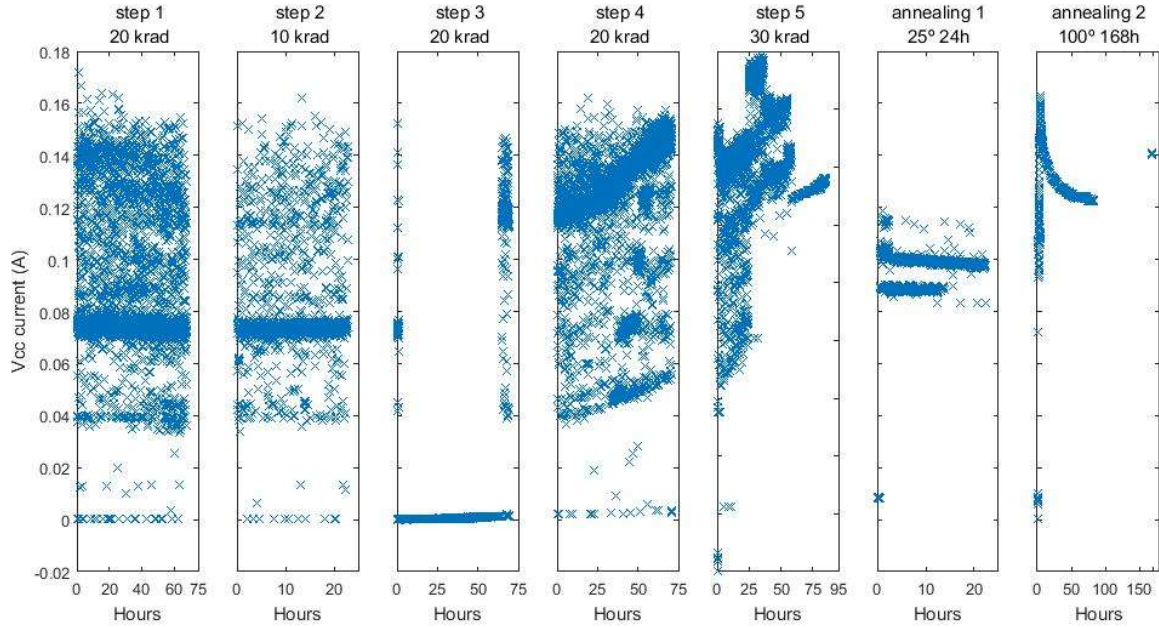 step 1
20 krad
step 2
10 krad
step 3
20 krad
step 4
20 krad
step 5
30 krad
annealing 1
25º 24h
annealing 2
100º 168h
Vcc current (A)
0.18
0.16
0.14
0.12
0.1
0.08
0.06
0.04
0.02
0
-0.02
0 20 40 60 75
0 10 20
0 25 50 75
0 25 50 75
0 25 50 75 95
0 10 20
0 50 100 150
Hours
Hours
Hours
Hours
Hours
Hours
Hours